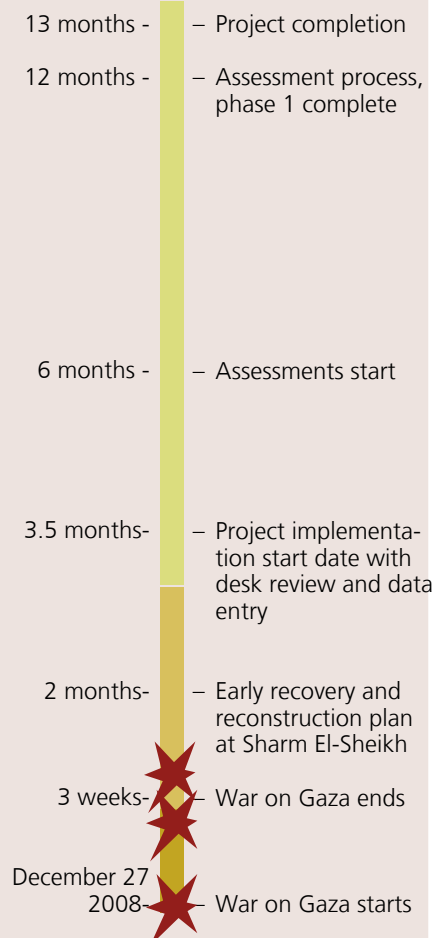 13 months - – Project completion
12 months - – Assessment process,
phase 1 complete
6 months - – Assessments start
3.5 months- – Project implementa-
tion start date with
desk review and data
entry
2 months- – Early recovery and
reconstruction plan
at Sharm El-Sheikh
3 weeks- – War on Gaza ends
December 27
2008- – War on Gaza starts